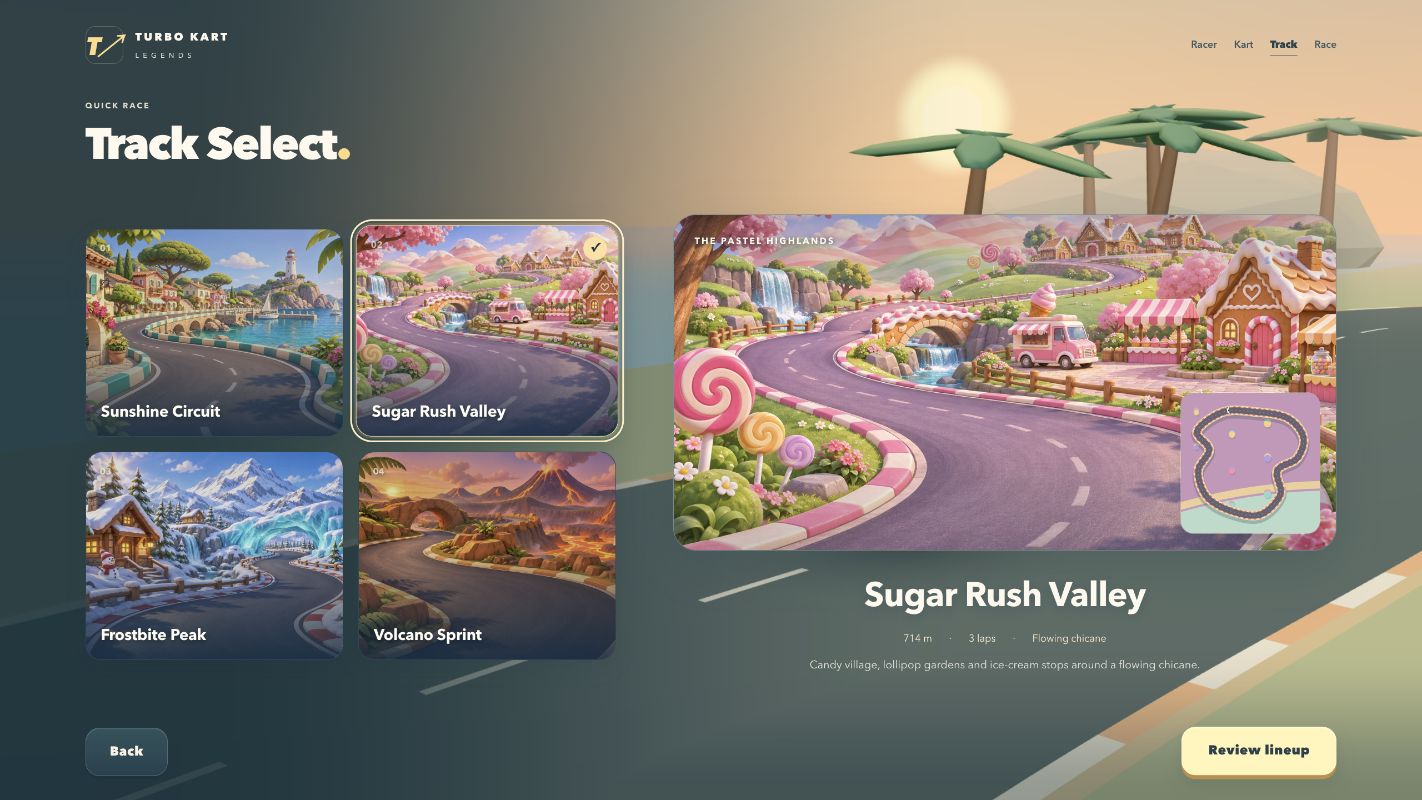 TURBO KART
LEGENDS
Racer Kart Track Race
QUICK RACE
Track Select.
01
Sunshine Circuit
02
Sugar Rush Valley
03
Frostbite Peak
04
Volcano Sprint
THE PASTEL HIGHLANDS
Sugar Rush Valley
714 m · 3 laps · Flowing chicane
Candy village, lollipop gardens and ice-cream stops around a flowing chicane.
Back
Review lineup